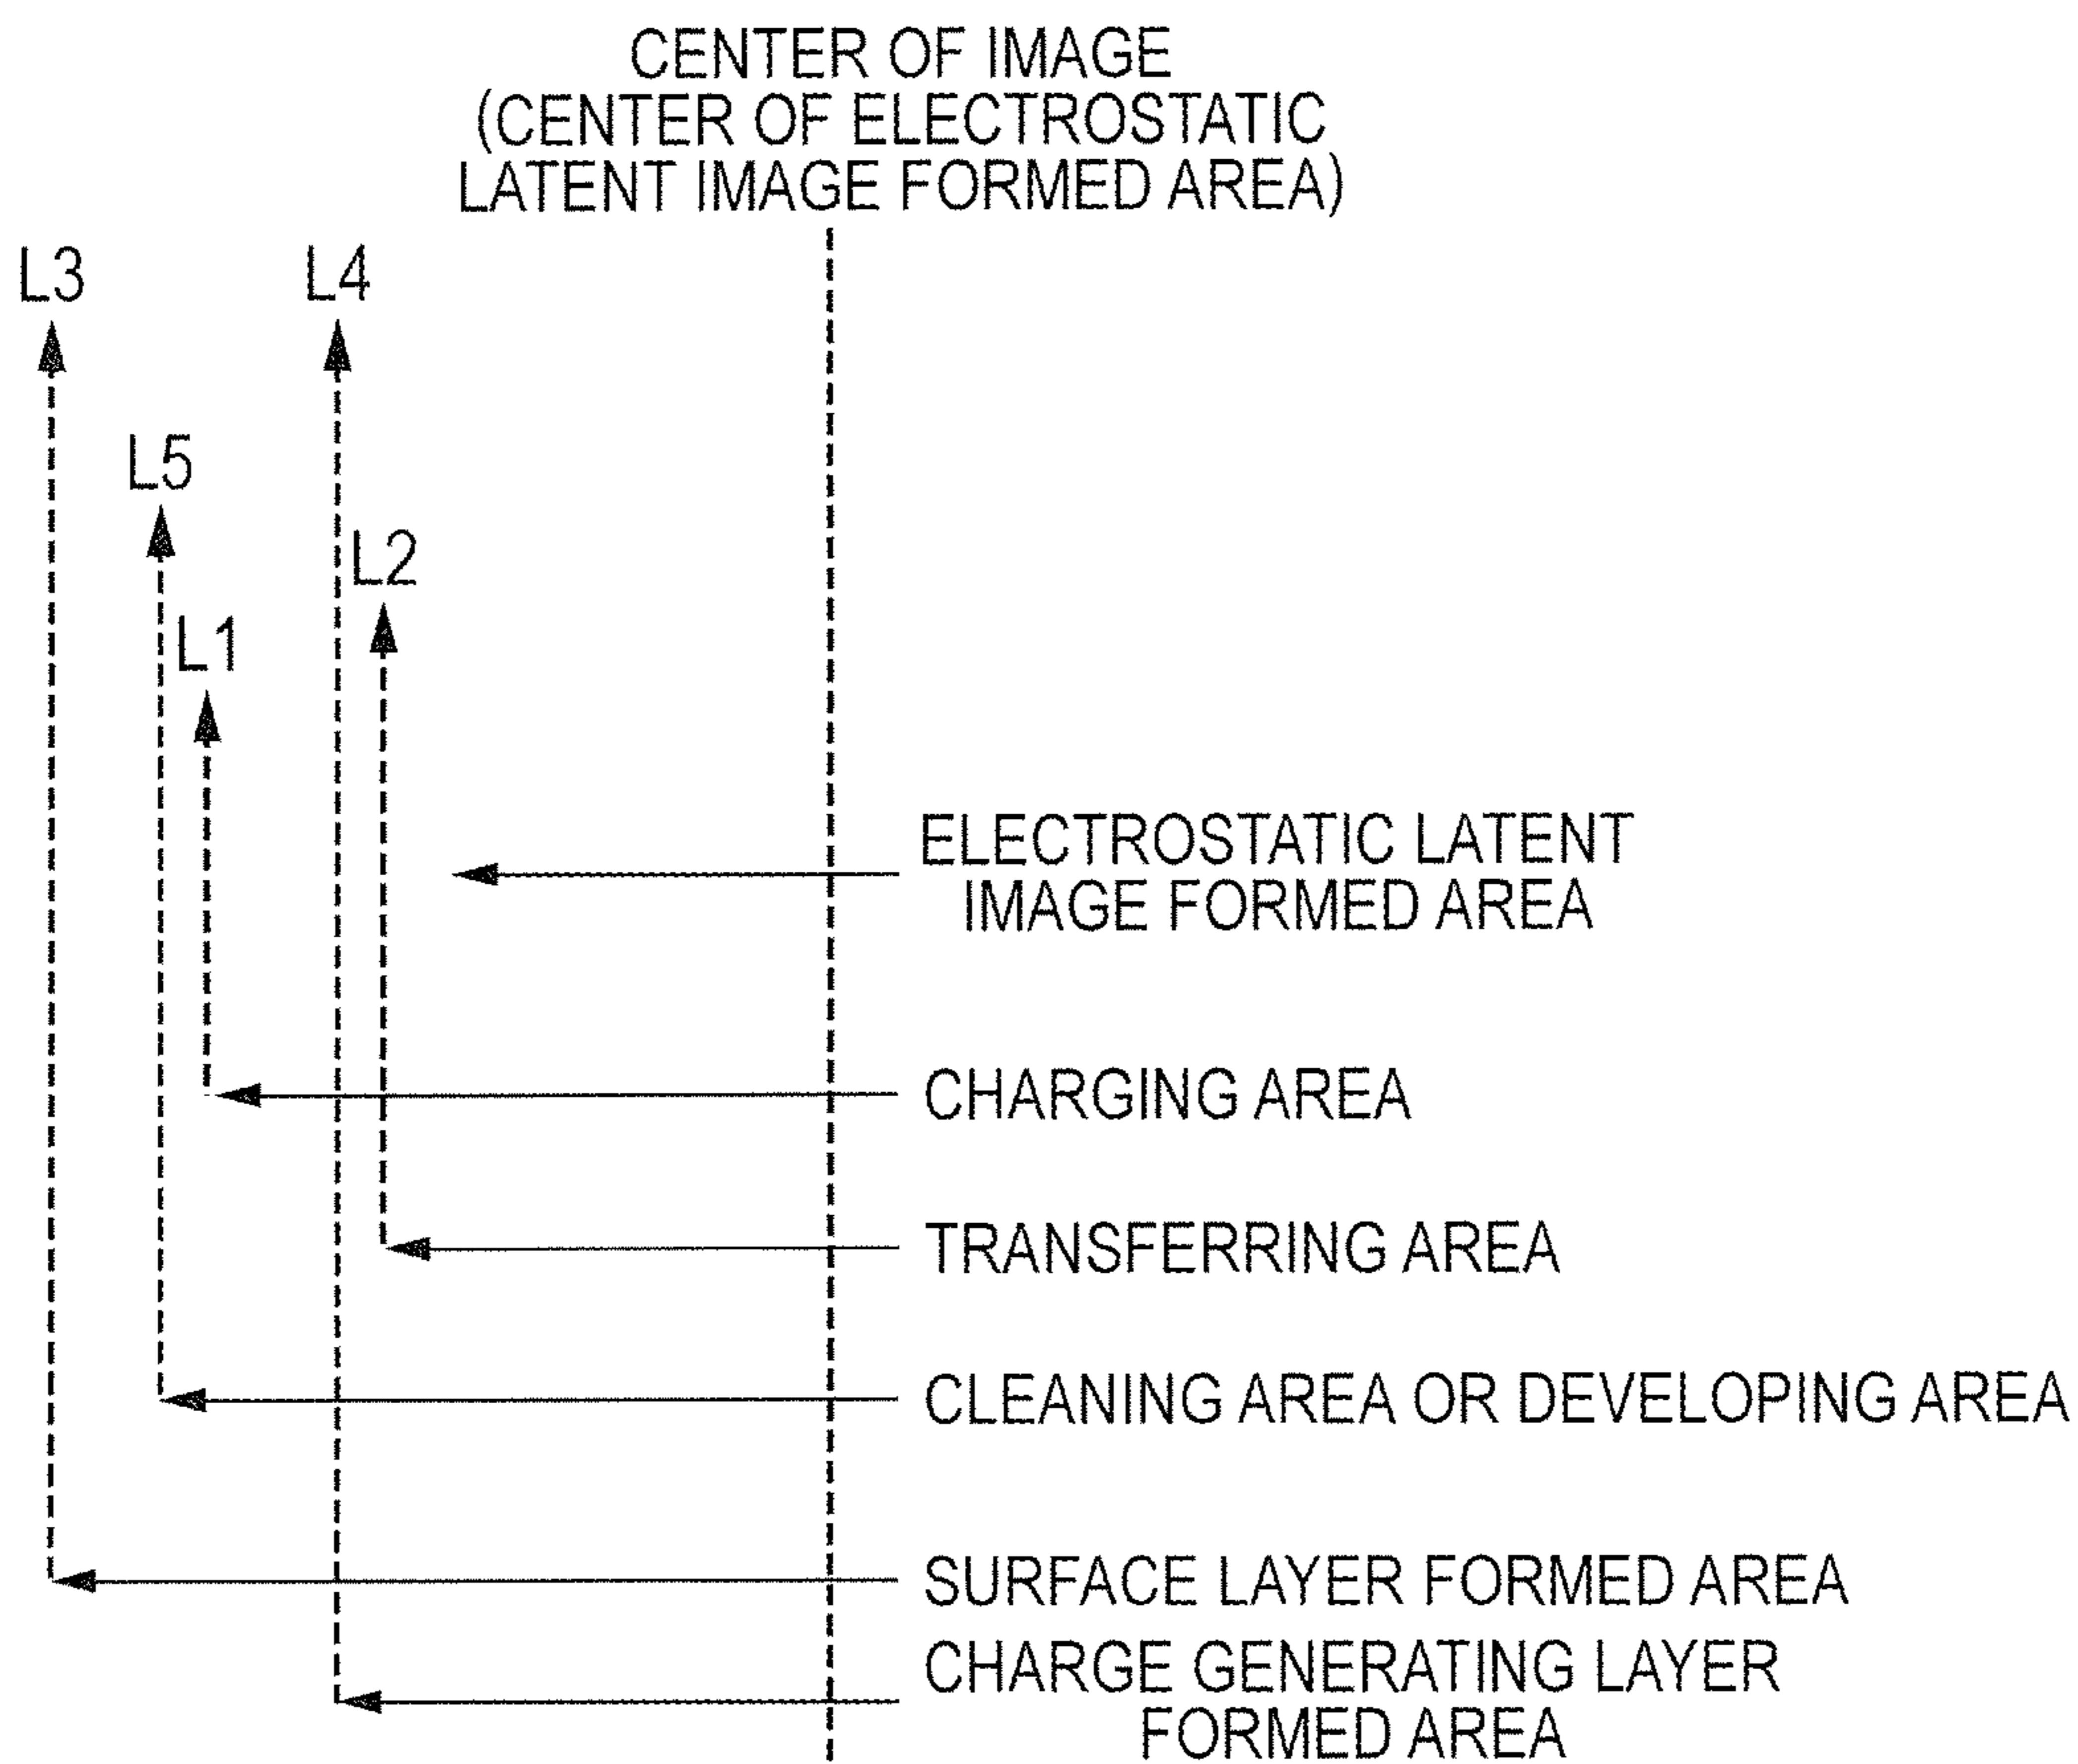 CENTER OF IMAGE
(CENTER OF ELECTROSTATIC
LATENT IMAGE FORMED AREA)
L3
L4
L5
L2
L1
ELECTROSTATIC LATENT
IMAGE FORMED AREA
CHARGING AREA
TRANSFERRING AREA
CLEANING AREA OR DEVELOPING AREA
SURFACE LAYER FORMED AREA
CHARGE GENERATING LAYER
FORMED AREA